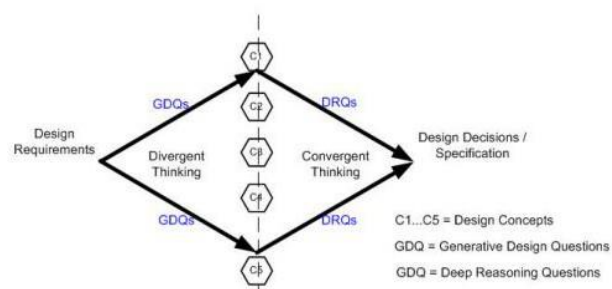 C1
GDQs
DRQs
C2
Design
Requirements
Divergent
Thinking
C3
Convergent
Thinking
Design Decisions /
Specification
C4
GDQs
DRQs
C5
C1...C5 = Design Concepts
GDQ = Generative Design Questions
GDQ = Deep Reasoning Questions